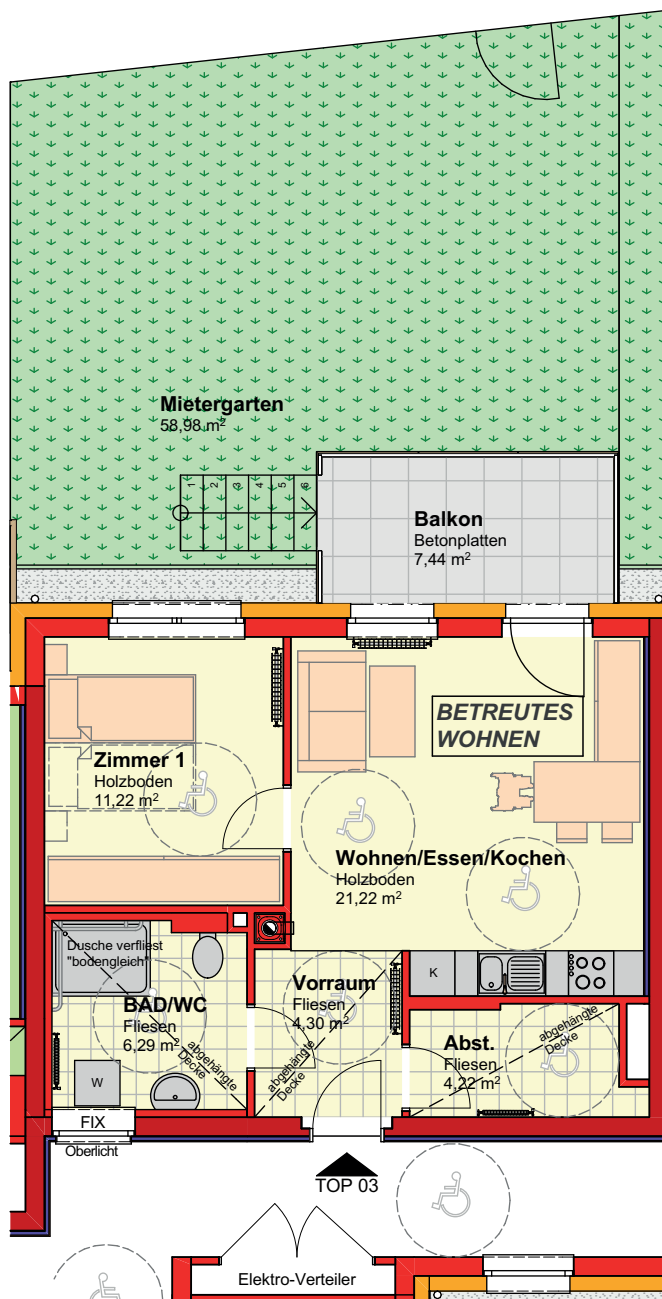 Mietergarten
58,98 m²
1
2
3
4
5
6
Balkon
Betonplatten
7,44 m²
BETREUTES
WOHNEN
Zimmer 1
Holzboden
11,22 m²
Wohnen/Essen/Kochen
Holzboden
21,22 m²
Dusche verfliest
"bodengleich"
K
Vorraum
Fliesen
4,30 m²
BAD/WC
Fliesen
6,29 m²
abgehängte
Decke
abgehängte
Decke
Abst.
Fliesen
4,22 m²
abgehängte
Decke
W
FIX
Oberlicht
TOP 03
Elektro-Verteiler